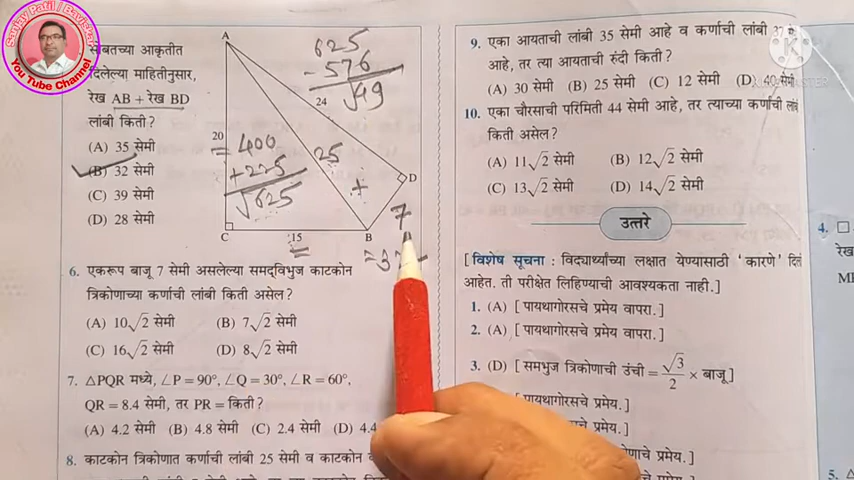 Sanjay Patil / Baviskar
You Tube Channel
सोबतच्या आकृतीत
दिलेल्या माहितीनुसार,
रेख AB + रेख BD
लांबी किती ?
(A) 35 सेमी
(B) 32 सेमी
(C) 39 सेमी
(D) 28 सेमी
A
625
- 576
24
√49
20
= 400
+ 225
√625
25
+
D
7
C
15
B
6. एकरूप बाजू 7 सेमी असलेल्या समद्विभुज काटकोन
त्रिकोणाच्या कर्णाची लांबी किती असेल ?
(A) 10√2 सेमी (B) 7√2 सेमी
(C) 16√2 सेमी (D) 8√2 सेमी
7. △PQR मध्ये, ∠P = 90°, ∠Q = 30°, ∠R = 60°,
QR = 8.4 सेमी, तर PR = किती ?
(A) 4.2 सेमी (B) 4.8 सेमी (C) 2.4 सेमी (D) 4.4
8. काटकोन त्रिकोणात कर्णाची लांबी 25 सेमी व काटकोन
9. एका आयताची लांबी 35 सेमी आहे व कर्णाची लांबी 37
आहे, तर त्या आयताची रुंदी किती ?
(A) 30 सेमी (B) 25 सेमी (C) 12 सेमी (D) 40 सेमी
10. एका चौरसाची परिमिती 44 सेमी आहे, तर त्याच्या कर्णाची
किती असेल ?
(A) 11√2 सेमी (B) 12√2 सेमी
(C) 13√2 सेमी (D) 14√2 सेमी
उत्तरे
[ विशेष सूचना : विद्यार्थ्यांच्या लक्षात येण्यासाठी 'कारणे' दिली
आहेत. ती परीक्षेत लिहिण्याची आवश्यकता नाही. ]
1. (A) [ पायथागोरसचे प्रमेय वापरा. ]
2. (A) [ पायथागोरसचे प्रमेय वापरा. ]
3. (D) [ समभुज त्रिकोणाची उंची = √3/2 × बाजू ]
पायथागोरसचे प्रमेय. ]
प्रमेय. ]
4.
रेख
5.